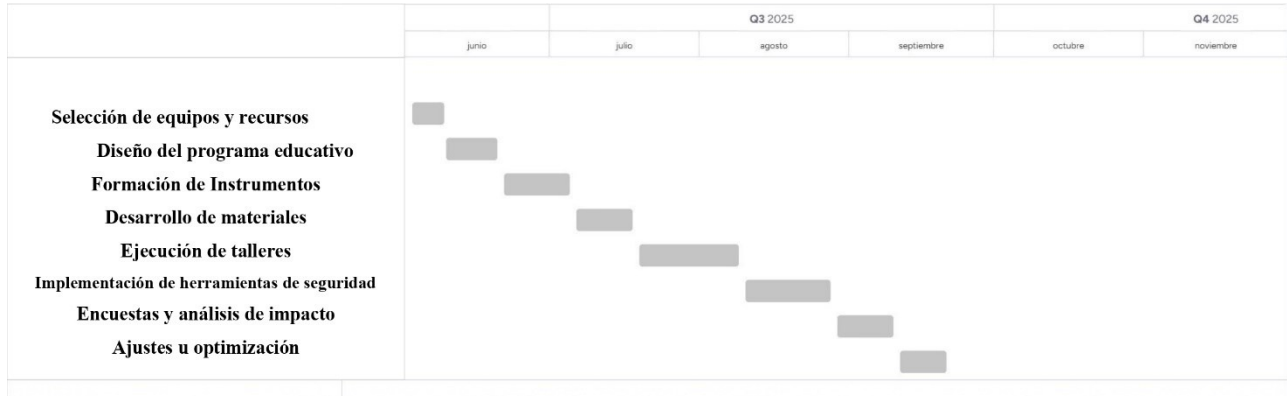 Q3 2025
Q4 2025
junio
julio
agosto
septiembre
octubre
noviembre
Selección de equipos y recursos
Diseño del programa educativo
Formación de Instrumentos
Desarrollo de materiales
Ejecución de talleres
Implementación de herramientas de seguridad
Encuestas y análisis de impacto
Ajustes u optimización